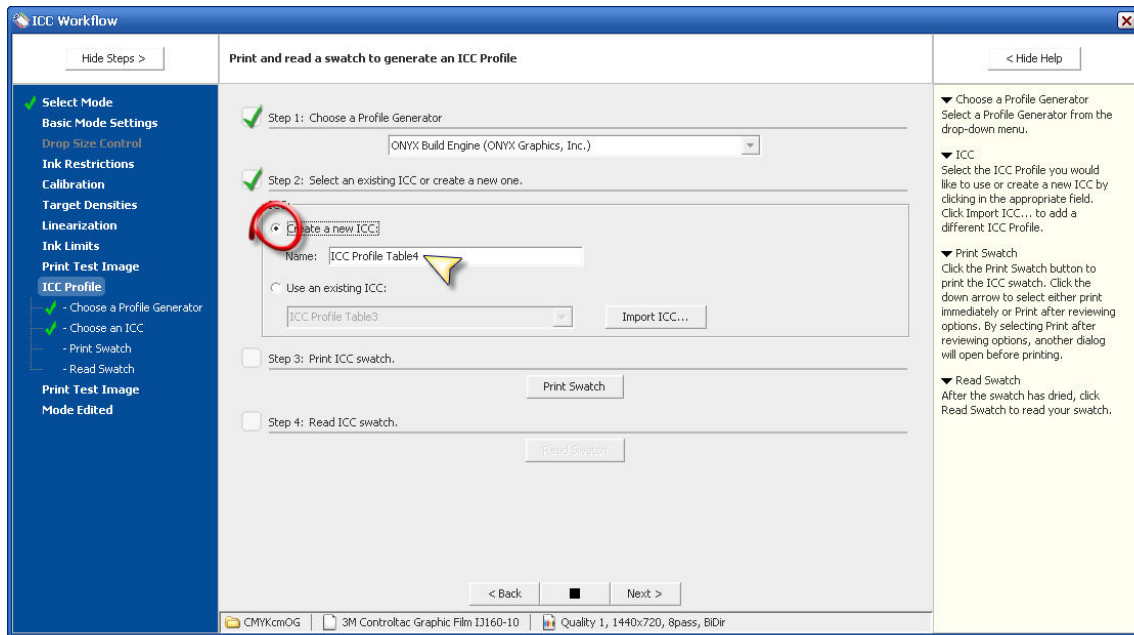 ICC Workflow
Hide Steps >
Print and read a swatch to generate an ICC Profile
< Hide Help
Select Mode
Basic Mode Settings
Drop Size Control
Ink Restrictions
Calibration
Target Densities
Linearization
Ink Limits
Print Test Image
ICC Profile
- Choose a Profile Generator
- Choose an ICC
- Print Swatch
- Read Swatch
Print Test Image
Mode Edited
Step 1: Choose a Profile Generator
ONYX Build Engine (ONYX Graphics, Inc.)
Step 2: Select an existing ICC or create a new one.
ICC:
Create a new ICC:
Name: ICC Profile Table4
Use an existing ICC:
ICC Profile Table3
Import ICC...
Step 3: Print ICC swatch.
Print Swatch
Step 4: Read ICC swatch.
Read Swatch
< Back
Next >
CMYKcmOG
3M Controltac Graphic Film IJ160-10
Quality 1, 1440x720, 8pass, BiDir
Choose a Profile Generator
Select a Profile Generator from the
drop-down menu.
ICC
Select the ICC Profile you would
like to use or create a new ICC by
clicking in the appropriate field.
Click Import ICC... to add a
different ICC Profile.
Print Swatch
Click the Print Swatch button to
print the ICC swatch. Click the
down arrow to select either print
immediately or Print after reviewing
options. By selecting Print after
reviewing options, another dialog
will open before printing.
Read Swatch
After the swatch has dried, click
Read Swatch to read your swatch.